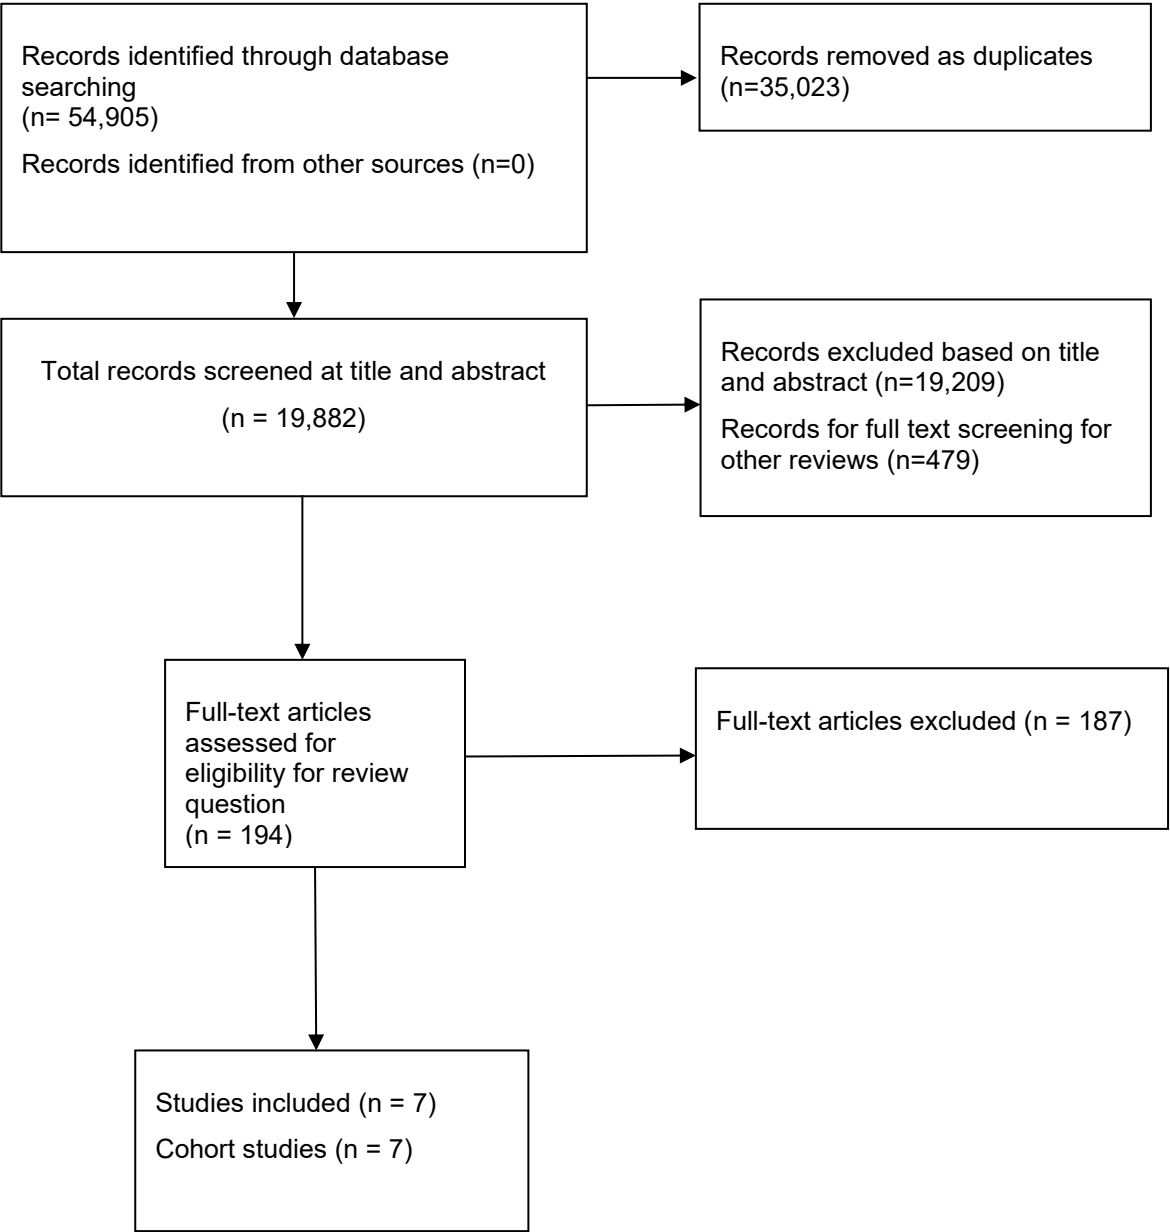 Records identified through database
searching
(n= 54,905)
Records identified from other sources (n=0)
Records removed as duplicates
(n=35,023)
Total records screened at title and abstract
(n = 19,882)
Records excluded based on title
and abstract (n=19,209)
Records for full text screening for
other reviews (n=479)
Full-text articles
assessed for
eligibility for review
question
(n = 194)
Full-text articles excluded (n = 187)
Studies included (n = 7)
Cohort studies (n = 7)